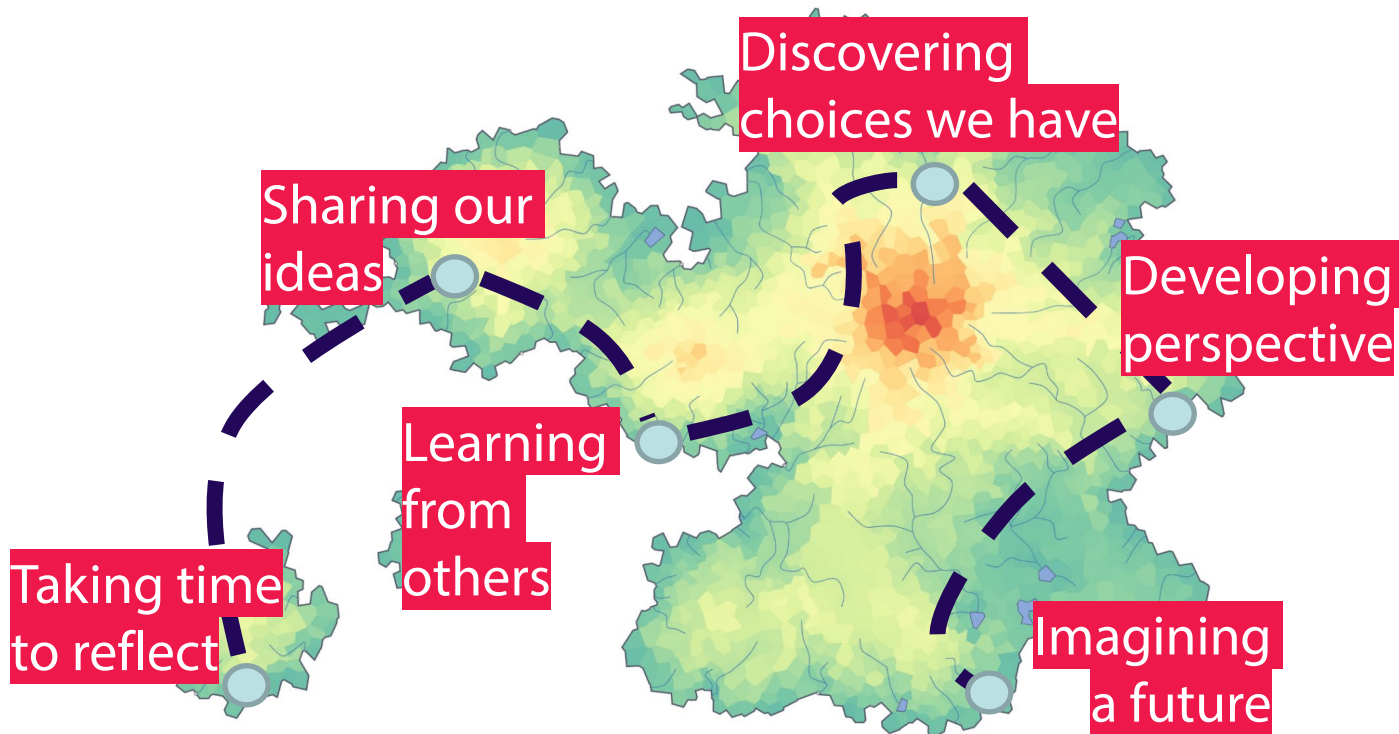 Discovering
choices we have
Sharing our
ideas
Developing
perspective
Learning
from
others
Taking time
to reflect
Imagining
a future